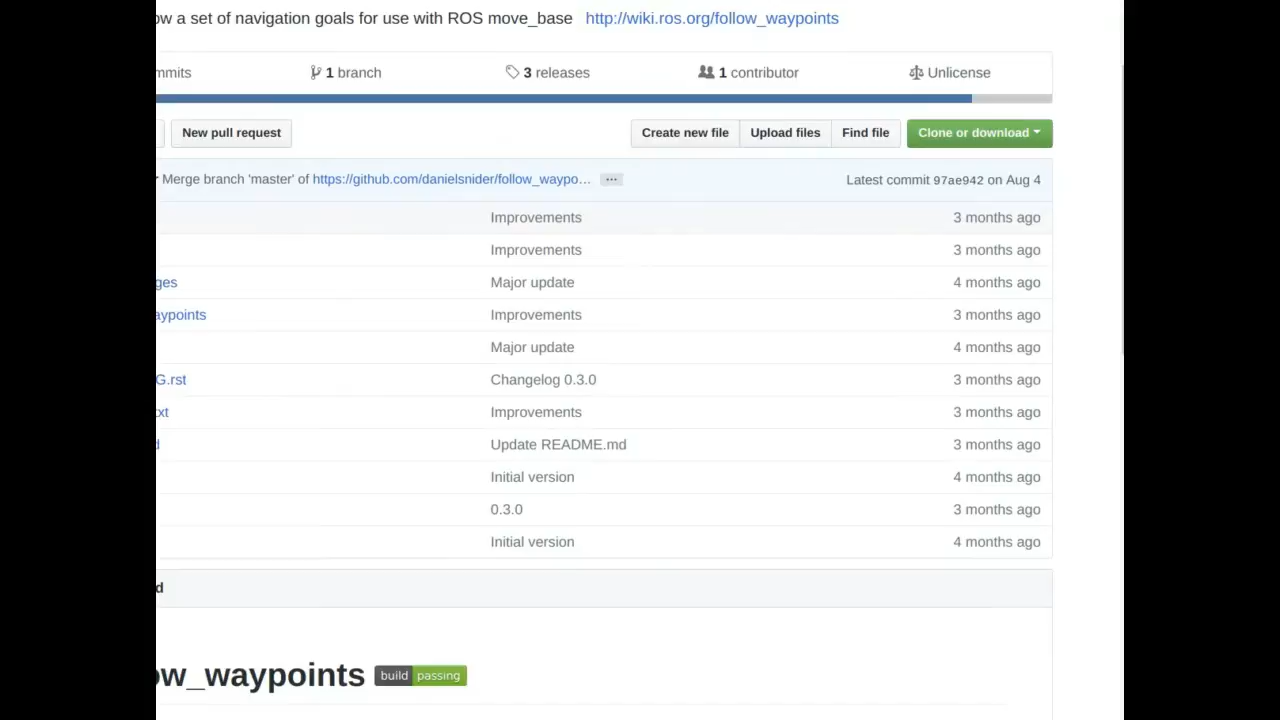 ow a set of navigation goals for use with ROS move_base http://wiki.ros.org/follow_waypoints
mmits 1 branch 3 releases 1 contributor Unlicense
New pull request Create new file Upload files Find file Clone or download
r Merge branch 'master' of https://github.com/danielsnider/follow_waypo… ... Latest commit 97ae942 on Aug 4
Improvements 3 months ago
Improvements 3 months ago
ges Major update 4 months ago
aypoints Improvements 3 months ago
Major update 4 months ago
G.rst Changelog 0.3.0 3 months ago
txt Improvements 3 months ago
d Update README.md 3 months ago
Initial version 4 months ago
0.3.0 3 months ago
Initial version 4 months ago
d
ow_waypoints build passing